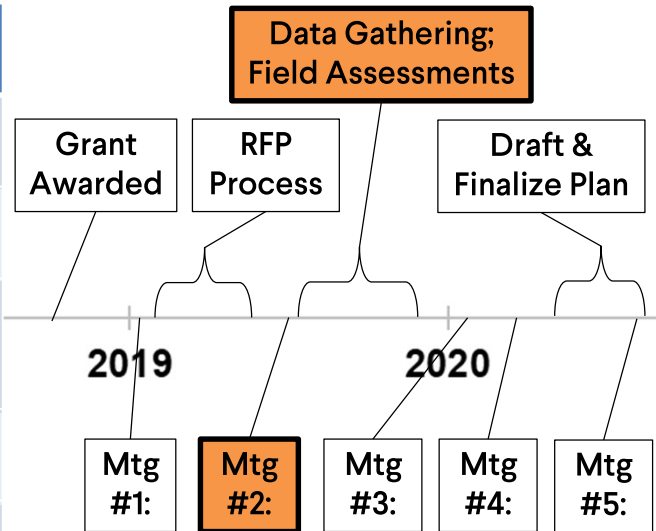 Data Gathering;
Field Assessments
Grant
Awarded
RFP
Process
Draft &
Finalize Plan
2019
2020
Mtg
#1:
Mtg
#2:
Mtg
#3:
Mtg
#4:
Mtg
#5: